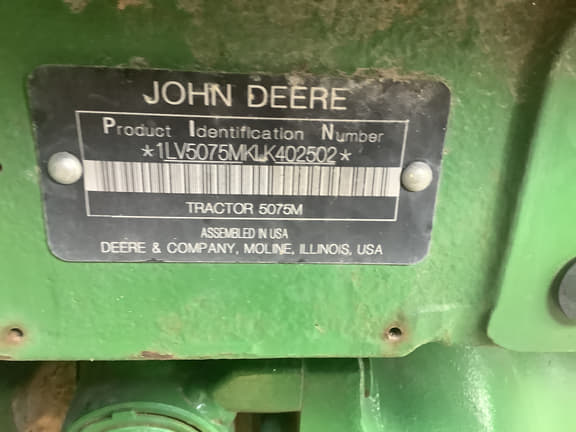 JOHN DEERE
Product Identification Number
*1LV5075MKLK402502*
TRACTOR 5075M
ASSEMBLED IN USA
DEERE & COMPANY, MOLINE, ILLINOIS, USA